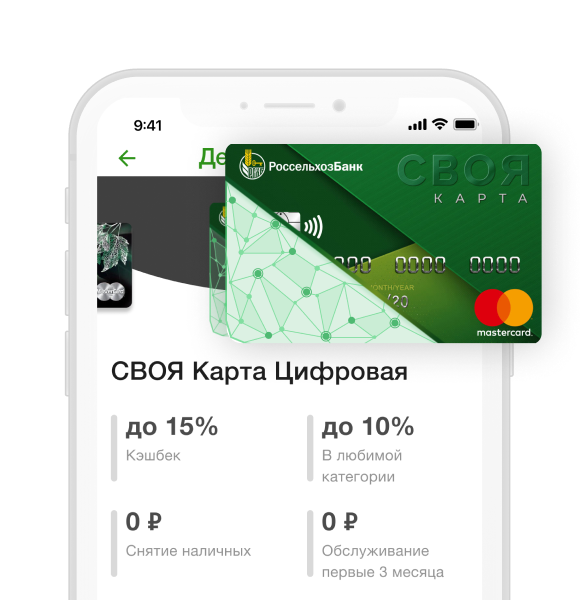 9:41
Де
РоссельхозБанк
СВОЯ
КАРТА
000 0000 0000
MONTH/YEAR
/20
mastercard
СВОЯ Карта Цифровая
до 15%
Кэшбек
до 10%
В любимой
категории
0 ₽
Снятие наличных
0 ₽
Обслуживание
первые 3 месяца